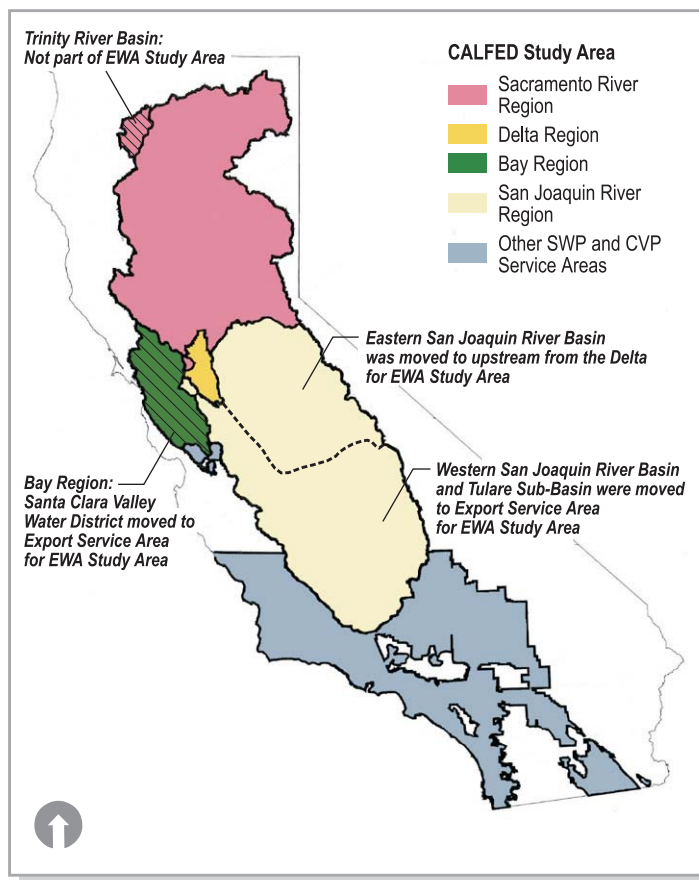 Trinity River Basin:
Not part of EWA Study Area
CALFED Study Area
Sacramento River
Region
Delta Region
Bay Region
San Joaquin River
Region
Other SWP and CVP
Service Areas
Eastern San Joaquin River Basin
was moved to upstream from the Delta
for EWA Study Area
Western San Joaquin River Basin
and Tulare Sub-Basin were moved
to Export Service Area
for EWA Study Area
Bay Region:
Santa Clara Valley
Water District moved to
Export Service Area
for EWA Study Area